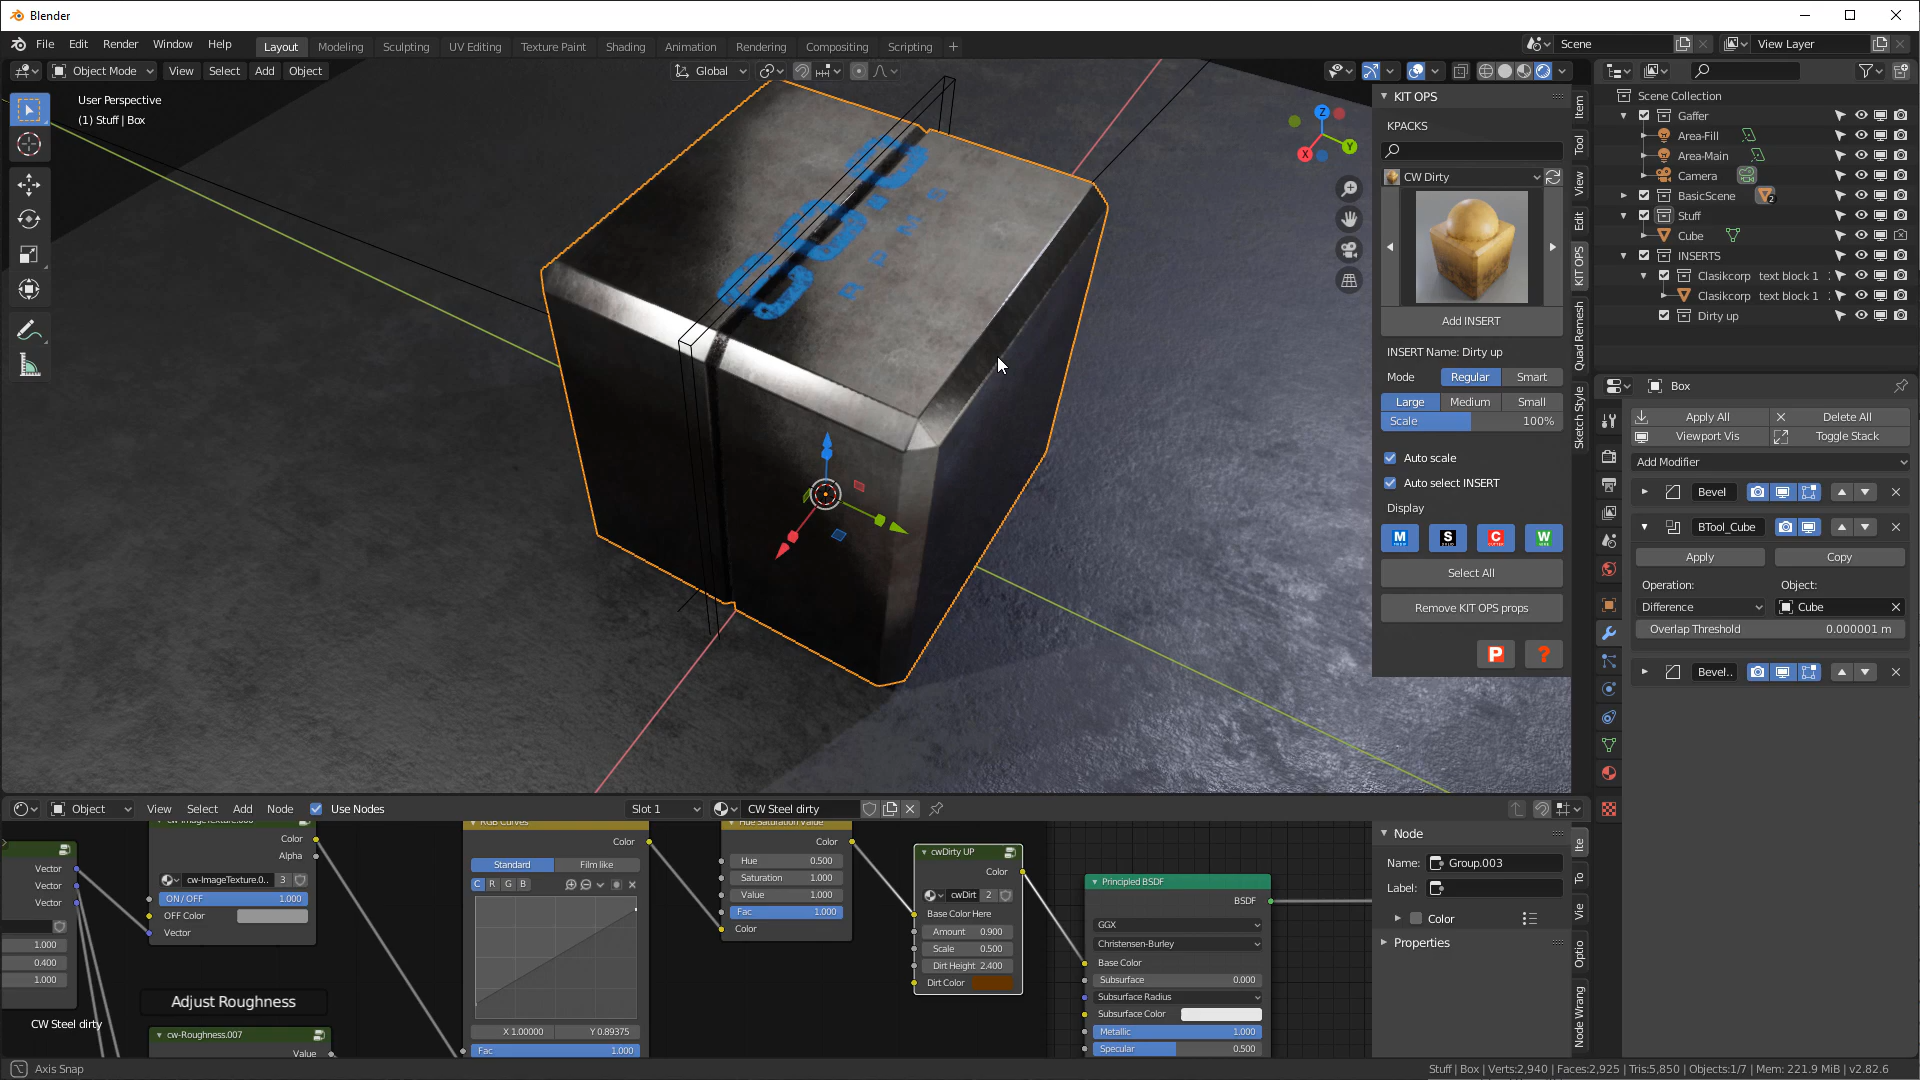 Blender
File Edit Render Window Help Layout Modeling Sculpting UV Editing Texture Paint Shading Animation Rendering Compositing Scripting + Scene View Layer
Object Mode View Select Add Object Global
User Perspective
(1) Stuff | Box
KIT OPS
KPACKS
CW Dirty
Add INSERT
INSERT Name: Dirty up
Mode Regular Smart
Large Medium Small
Scale 100%
Auto scale
Auto select INSERT
Display
M S C W
Select All
Remove KIT OPS props
P ?
Item
Tool
View
Edit
KIT OPS
Quad Remesh
Sketch Style
Z
Y
X
Scene Collection
Gaffer
Area-Fill
Area-Main
Camera
BasicScene 2
Stuff
Cube
INSERTS
Clasikcorp text block 1
Clasikcorp text block 1
Dirty up
Box
Apply All Delete All
Viewport Vis Toggle Stack
Add Modifier
Bevel
BTool_Cube
Apply Copy
Operation: Object:
Difference Cube
Overlap Threshold 0.000001 m
Bevel..
Object View Select Add Node Use Nodes Slot 1 CW Steel dirty
Vector
Vector
Vector
1.000
0.400
1.000
CW Steel dirty
cw-ImageTexture.006
Color
Alpha
cw-ImageTexture.0.. 3
ON/OFF 1.000
OFF Color
Vector
Adjust Roughness
cw-Roughness.007
Value
RGB Curves
Color
Standard Film like
C R G B
X 1.00000 Y 0.89375
Fac 1.000
Hue Saturation Value
Color
Hue 0.500
Saturation 1.000
Value 1.000
Fac 1.000
Color
cwDirty UP
Color
cwDirt 2
Base Color Here
Amount 0.900
Scale 0.500
Dirt Height 2.400
Dirt Color
Principled BSDF
BSDF
GGX
Christensen-Burley
Base Color
Subsurface 0.000
Subsurface Radius
Subsurface Color
Metallic 1.000
Specular 0.500
Node
Name: Group.003
Label:
Color
Properties
Ite
To
Vie
Optio
Node Wrang
Axis Snap
Stuff | Box | Verts:2,940 | Faces:2,925 | Tris:5,850 | Objects:1/7 | Mem: 221.9 MiB | v2.82.6